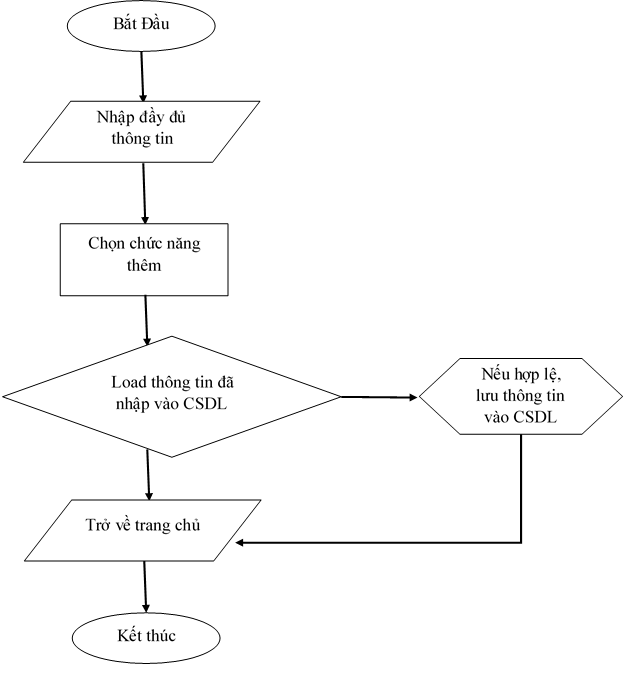 Bắt Đầu
Nhập đầy đủ
thông tin
Chọn chức năng
thêm
Load thông tin đã
nhập vào CSDL
Nếu hợp lệ,
lưu thông tin
vào CSDL
Trở về trang chủ
Kết thúc